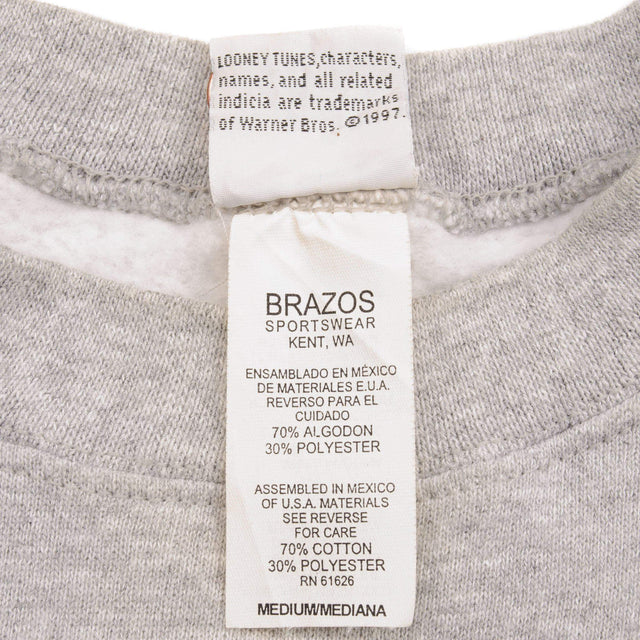 LOONEY TUNES, characters,
names, and all related
indicia are trademarks
of Warner Bros. ©1997.
BRAZOS
SPORTSWEAR
KENT, WA
ENSAMBLADO EN MÉXICO
DE MATERIALES E.U.A.
REVERSO PARA EL
CUIDADO
70% ALGODON
30% POLYESTER
ASSEMBLED IN MEXICO
OF U.S.A. MATERIALS
SEE REVERSE
FOR CARE
70% COTTON
30% POLYESTER
RN 61626
MEDIUM/MEDIANA